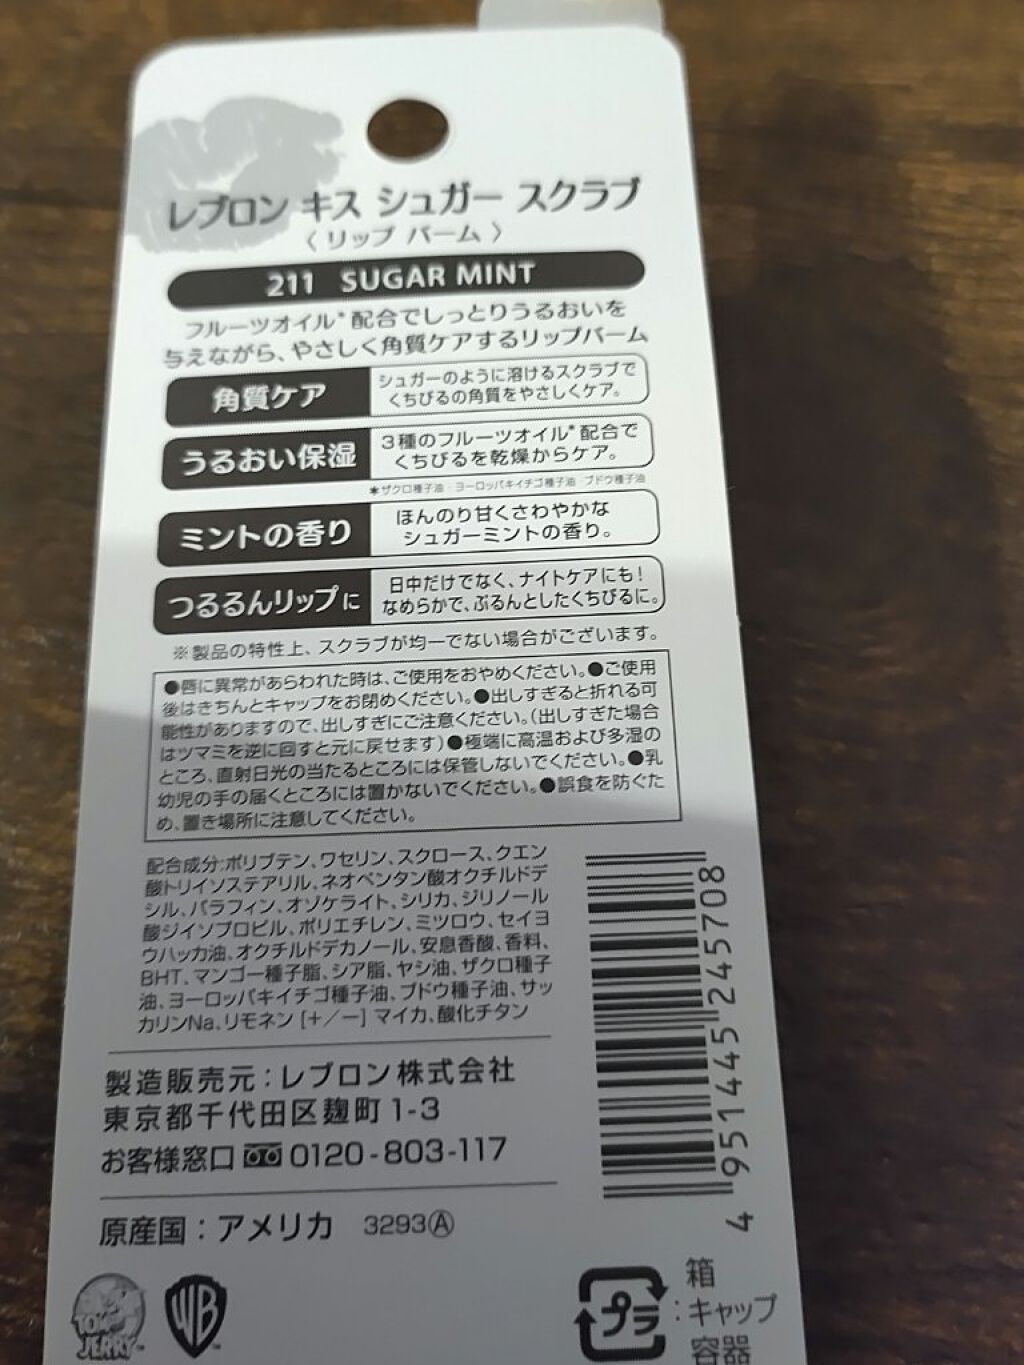 レブロン キス シュガー スクラブ
〈 リップ バーム 〉
211 SUGAR MINT
フルーツオイル*配合でしっとりうるおいを
与えながら、やさしく角質ケアするリップバーム
角質ケア
シュガーのように溶けるスクラブで
くちびるの角質をやさしくケア。
うるおい保湿
3種のフルーツオイル*配合で
くちびるを乾燥からケア。
*ザクロ種子油・ヨーロッパキイチゴ種子油・ブドウ種子油
ミントの香り
ほんのり甘くさわやかな
シュガーミントの香り。
つるるんリップに
日中だけでなく、ナイトケアにも!
なめらかで、ぷるんとしたくちびるに。
※製品の特性上、スクラブが均一でない場合がございます。
●唇に異常があらわれた時は、ご使用をおやめください。●ご使用
後はきちんとキャップをお閉めください。●出しすぎると折れる可
能性がありますので、出しすぎにご注意ください。(出しすぎた場合
はツマミを逆に回すと元に戻せます)●極端に高温および多湿の
ところ、直射日光の当たるところには保管しないでください。●乳
幼児の手の届くところには置かないでください。●誤食を防ぐた
め、置き場所に注意してください。
配合成分:ポリブテン、ワセリン、スクロース、クエン
酸トリイソステアリル、ネオペンタン酸オクチルドデ
シル、パラフィン、オゾケライト、シリカ、ジリノール
酸ジイソプロピル、ポリエチレン、ミツロウ、セイヨ
ウハッカ油、オクチルドデカノール、安息香酸、香料、
BHT、マンゴー種子脂、シア脂、ヤシ油、ザクロ種子
油、ヨーロッパキイチゴ種子油、ブドウ種子油、サッ
カリンNa、リモネン [+/−] マイカ、酸化チタン
製造販売元:レブロン株式会社
東京都千代田区麹町1-3
お客様窓口 0120-803-117
原産国:アメリカ 3293Ⓐ
4 951445 245708
TOM AND JERRY
WB
プラ
箱
:キャップ
容器